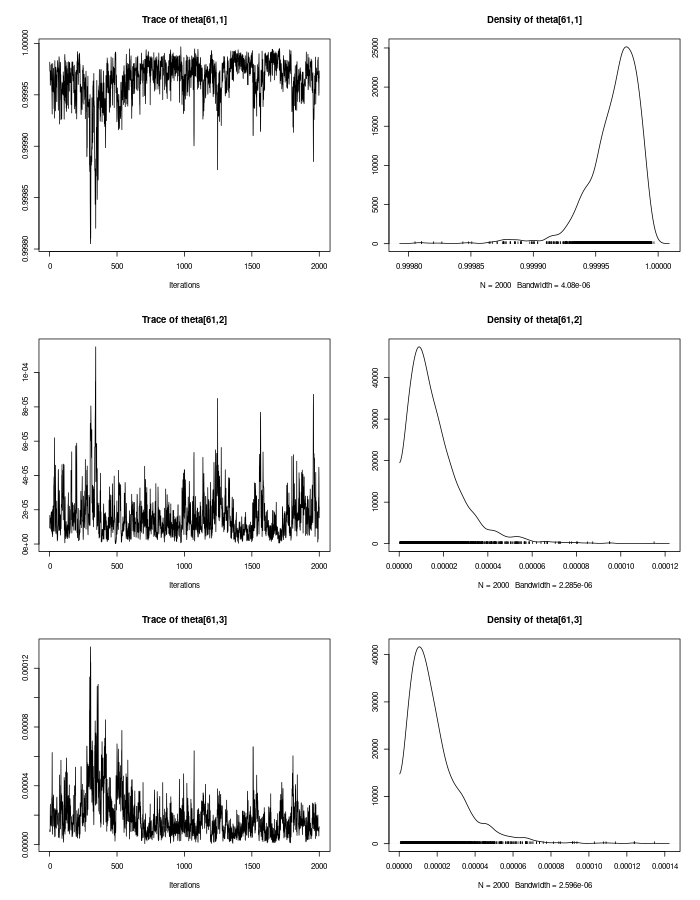 Trace of theta[61,1]
1.00000
0.99995
0.99990
0.99985
0.99980
0 500 1000 1500 2000
Iterations
Density of theta[61,1]
25000
20000
15000
10000
5000
0
0.99980 0.99985 0.99990 0.99995 1.00000
N = 2000 Bandwidth = 4.08e-06
Trace of theta[61,2]
1e-04
8e-05
6e-05
4e-05
2e-05
0e+00
0 500 1000 1500 2000
Iterations
Density of theta[61,2]
40000
30000
20000
10000
0
0.00000 0.00002 0.00004 0.00006 0.00008 0.00010 0.00012
N = 2000 Bandwidth = 2.285e-06
Trace of theta[61,3]
0.00012
0.00008
0.00004
0.00000
0 500 1000 1500 2000
Iterations
Density of theta[61,3]
40000
30000
20000
10000
0
0.00000 0.00002 0.00004 0.00006 0.00008 0.00010 0.00012 0.00014
N = 2000 Bandwidth = 2.596e-06